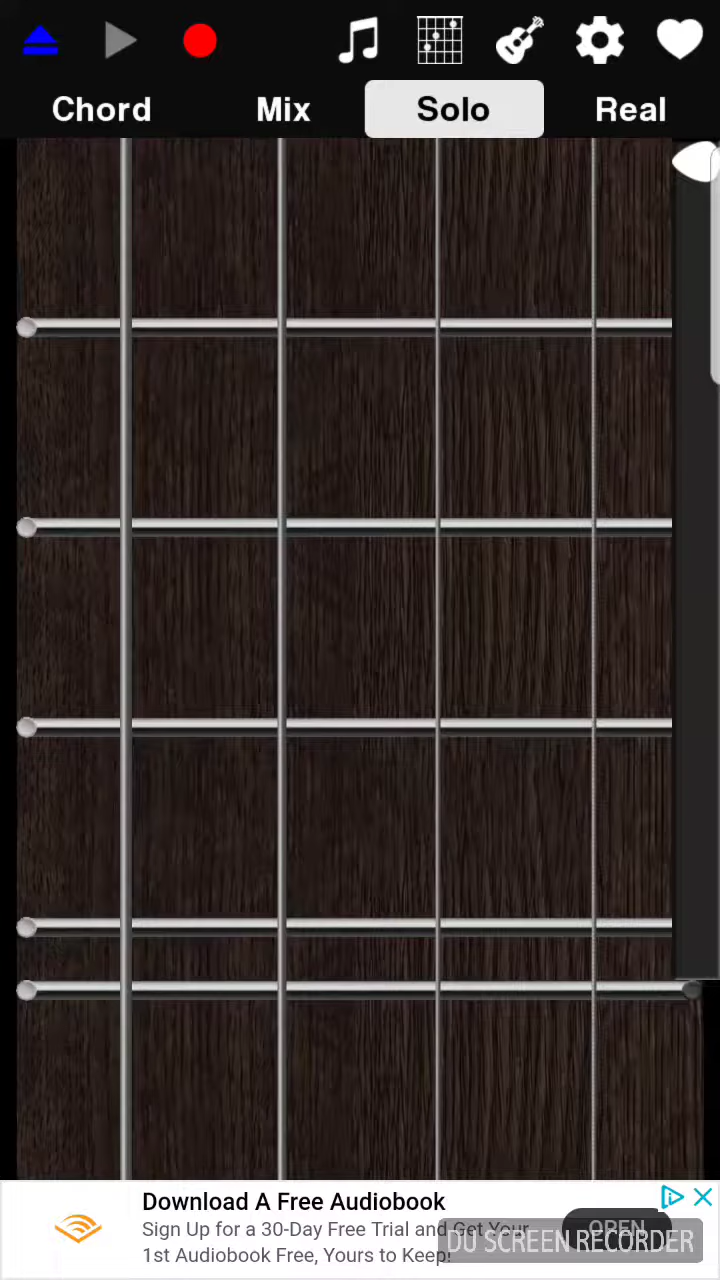 Chord Mix Solo Real
Download A Free Audiobook
Sign Up for a 30-Day Free Trial and Get Your
1st Audiobook Free, Yours to Keep!
OPEN
DU SCREEN RECORDER